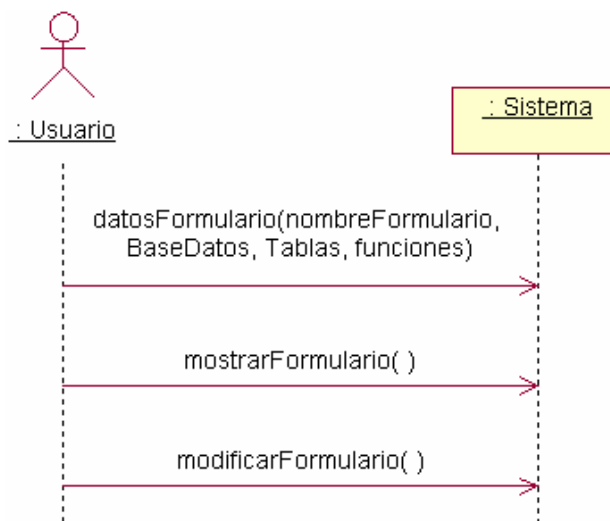 : Usuario
: Sistema
datosFormulario(nombreFormulario,
BaseDatos, Tablas, funciones)
mostrarFormulario( )
modificarFormulario( )